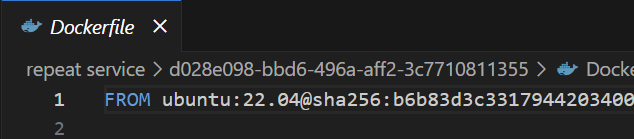 Dockerfile
repeat service > d028e098-bbd6-496a-aff2-3c7710811355 > Docke
1 FROM ubuntu:22.04@sha256:b6b83d3c3317944203400
2